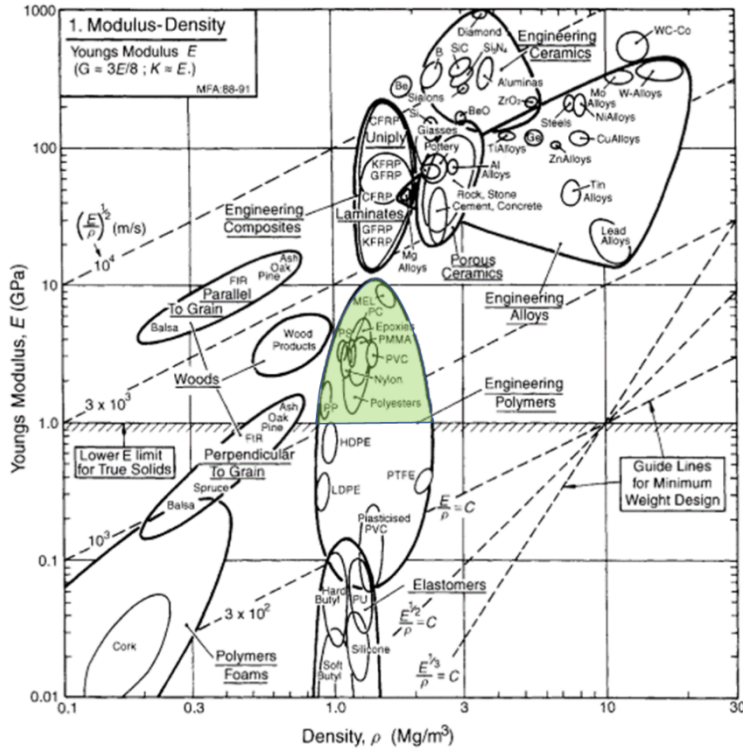 1. Modulus-Density
Youngs Modulus E
(G = 3E/8 ; K ≈ E.)
MFA:88-91
Youngs Modulus, E (GPa)
1000
100
10
1.0
0.1
0.01
0.1
0.3
1.0
3
10
30
Density, ρ (Mg/m³)
Diamond
B
SiC
Si₃N₄
Engineering
Ceramics
WC-Co
Be
Sialons
Aluminas
Si
BeO
ZrO₂
Mo
Alloys
W-Alloys
Steels
NiAlloys
CFRP
Uniply
Glasses
Pottery
TiAlloys
Ge
CuAlloys
ZnAlloys
KFRP
GFRP
Al
Alloys
CFRP
Laminates
Rock, Stone
Cement, Concrete
Tin
Alloys
Engineering
Composites
GFRP
KFRP
Mg
Alloys
Porous
Ceramics
Lead
Alloys
(E/ρ)^1/2 (m/s)
10⁴
Ash
Oak
Pine
FIR
Parallel
To Grain
Balsa
MEL
PC
Epoxies
PS
PMMA
PVC
Nylon
Polyesters
PP
Engineering
Alloys
Wood
Products
Woods
Engineering
Polymers
3 x 10³
Ash
Oak
Pine
FIR
Lower E limit
for True Solids
Perpendicular
To Grain
Spruce
Balsa
HDPE
LDPE
PTFE
Plasticised
PVC
E/ρ = C
Guide Lines
for Minimum
Weight Design
10³
3 x 10²
Hard
Butyl
PU
Elastomers
E^1/2/ρ = C
E^1/3/ρ = C
Silicone
Soft
Butyl
Cork
Polymers
Foams